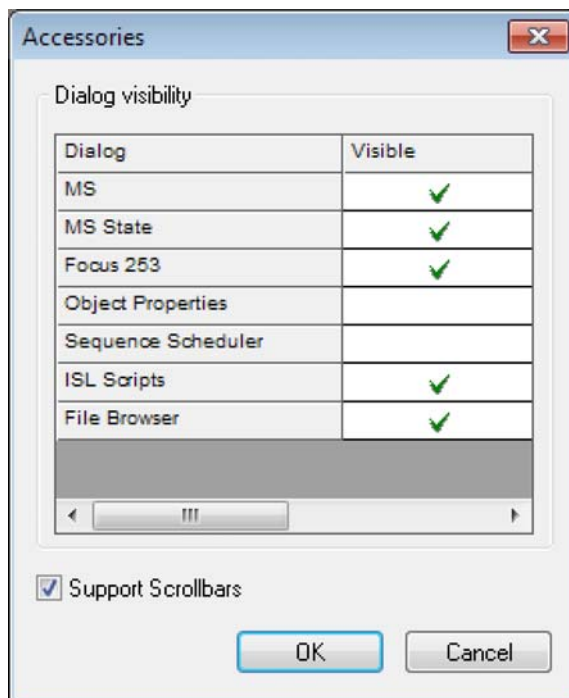 Accessories
Dialog visibility
Dialog Visible
MS
MS State
Focus 253
Object Properties
Sequence Scheduler
ISL Scripts
File Browser
Support Scrollbars
OK Cancel